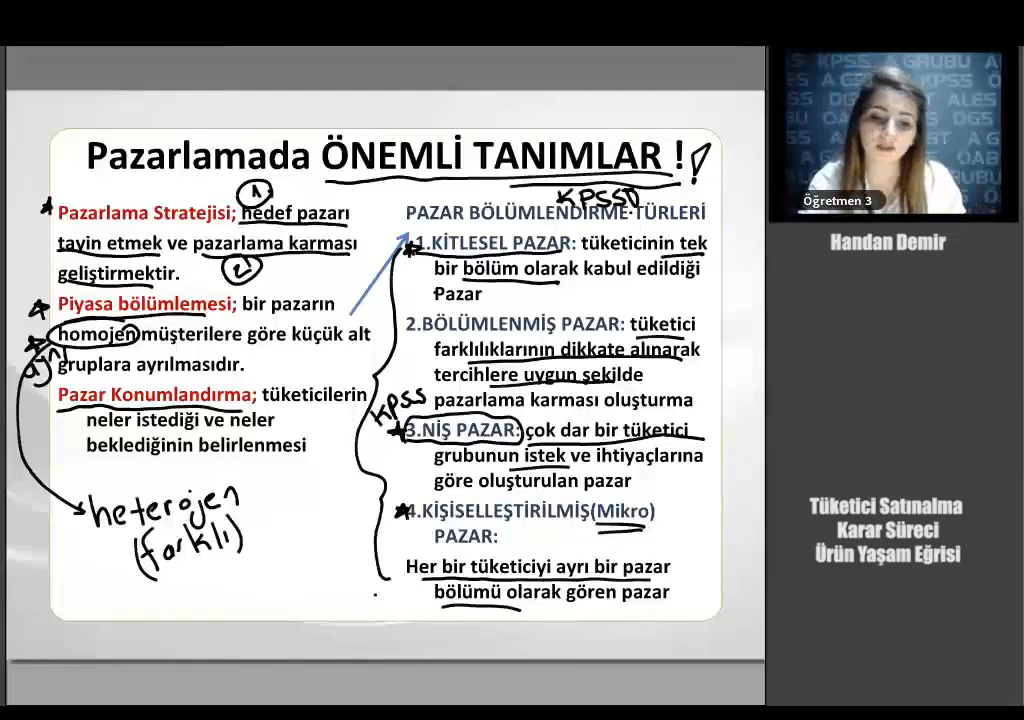 Pazarlamada ÖNEMLİ TANIMLAR !
1
Pazarlama Stratejisi; hedef pazarı
tayin etmek ve pazarlama karması
geliştirmektir.
2
Piyasa bölümlemesi; bir pazarın
homojen müşterilere göre küçük alt
gruplara ayrılmasıdır.
aynı
Pazar Konumlandırma; tüketicilerin
neler istediği ve neler
beklediğinin belirlenmesi
heterojen
(farklı)
KPSSD
PAZAR BÖLÜMLENDİRME TÜRLERİ
1.KİTLESEL PAZAR: tüketicinin tek
bir bölüm olarak kabul edildiği
Pazar
2.BÖLÜMLENMİŞ PAZAR: tüketici
farklılıklarının dikkate alınarak
tercihlere uygun şekilde
pazarlama karması oluşturma
KPSS
3.NİŞ PAZAR: çok dar bir tüketici
grubunun istek ve ihtiyaçlarına
göre oluşturulan pazar
4.KİŞİSELLEŞTİRİLMİŞ(Mikro)
PAZAR:
Her bir tüketiciyi ayrı bir pazar
bölümü olarak gören pazar
Öğretmen 3
Handan Demir
Tüketici Satınalma
Karar Süreci
Ürün Yaşam Eğrisi